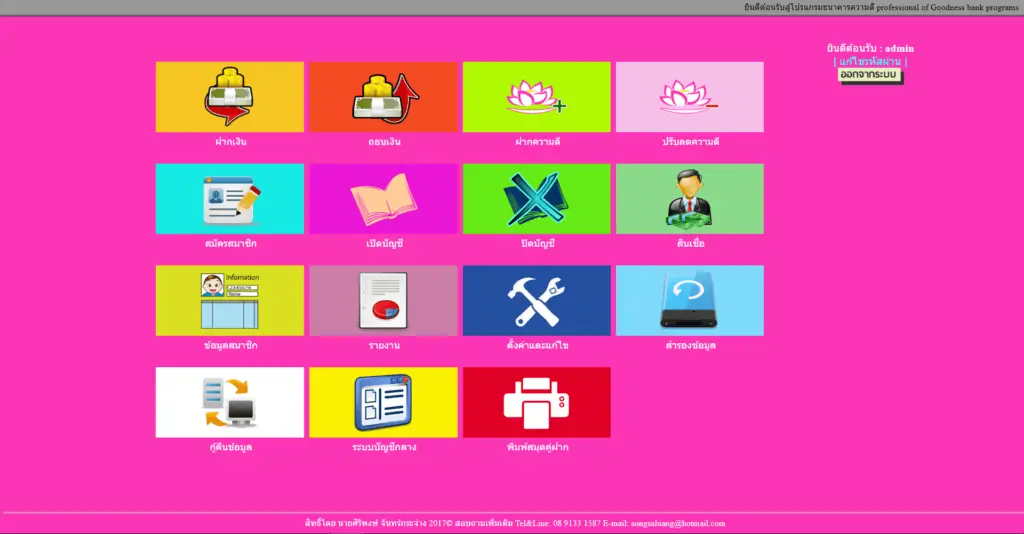 ยินดีต้อนรับสู่โปรแกรมธนาคารความดี professional of Goodness bank programs
ยินดีต้อนรับ : admin
[ แก้ไขรหัสผ่าน ]
ออกจากระบบ
ฝากเงิน
ถอนเงิน
ฝากความดี
ปรับลดความดี
สมัครสมาชิก
เปิดบัญชี
ปิดบัญชี
สินเชื่อ
Infomation
Name
ข้อมูลสมาชิก
รายงาน
ตั้งค่าและแก้ไข
สำรองข้อมูล
กู้คืนข้อมูล
ระบบบัญชีกลาง
พิมพ์สมุดคู่ฝาก
สิทธิ์โดย นายศิริพงษ์ จันทร์กระจ่าง 2017© สอบถามเพิ่มเติม Tel&Line: 08 9133 1587 E-mail: songsaluang@hotmail.com